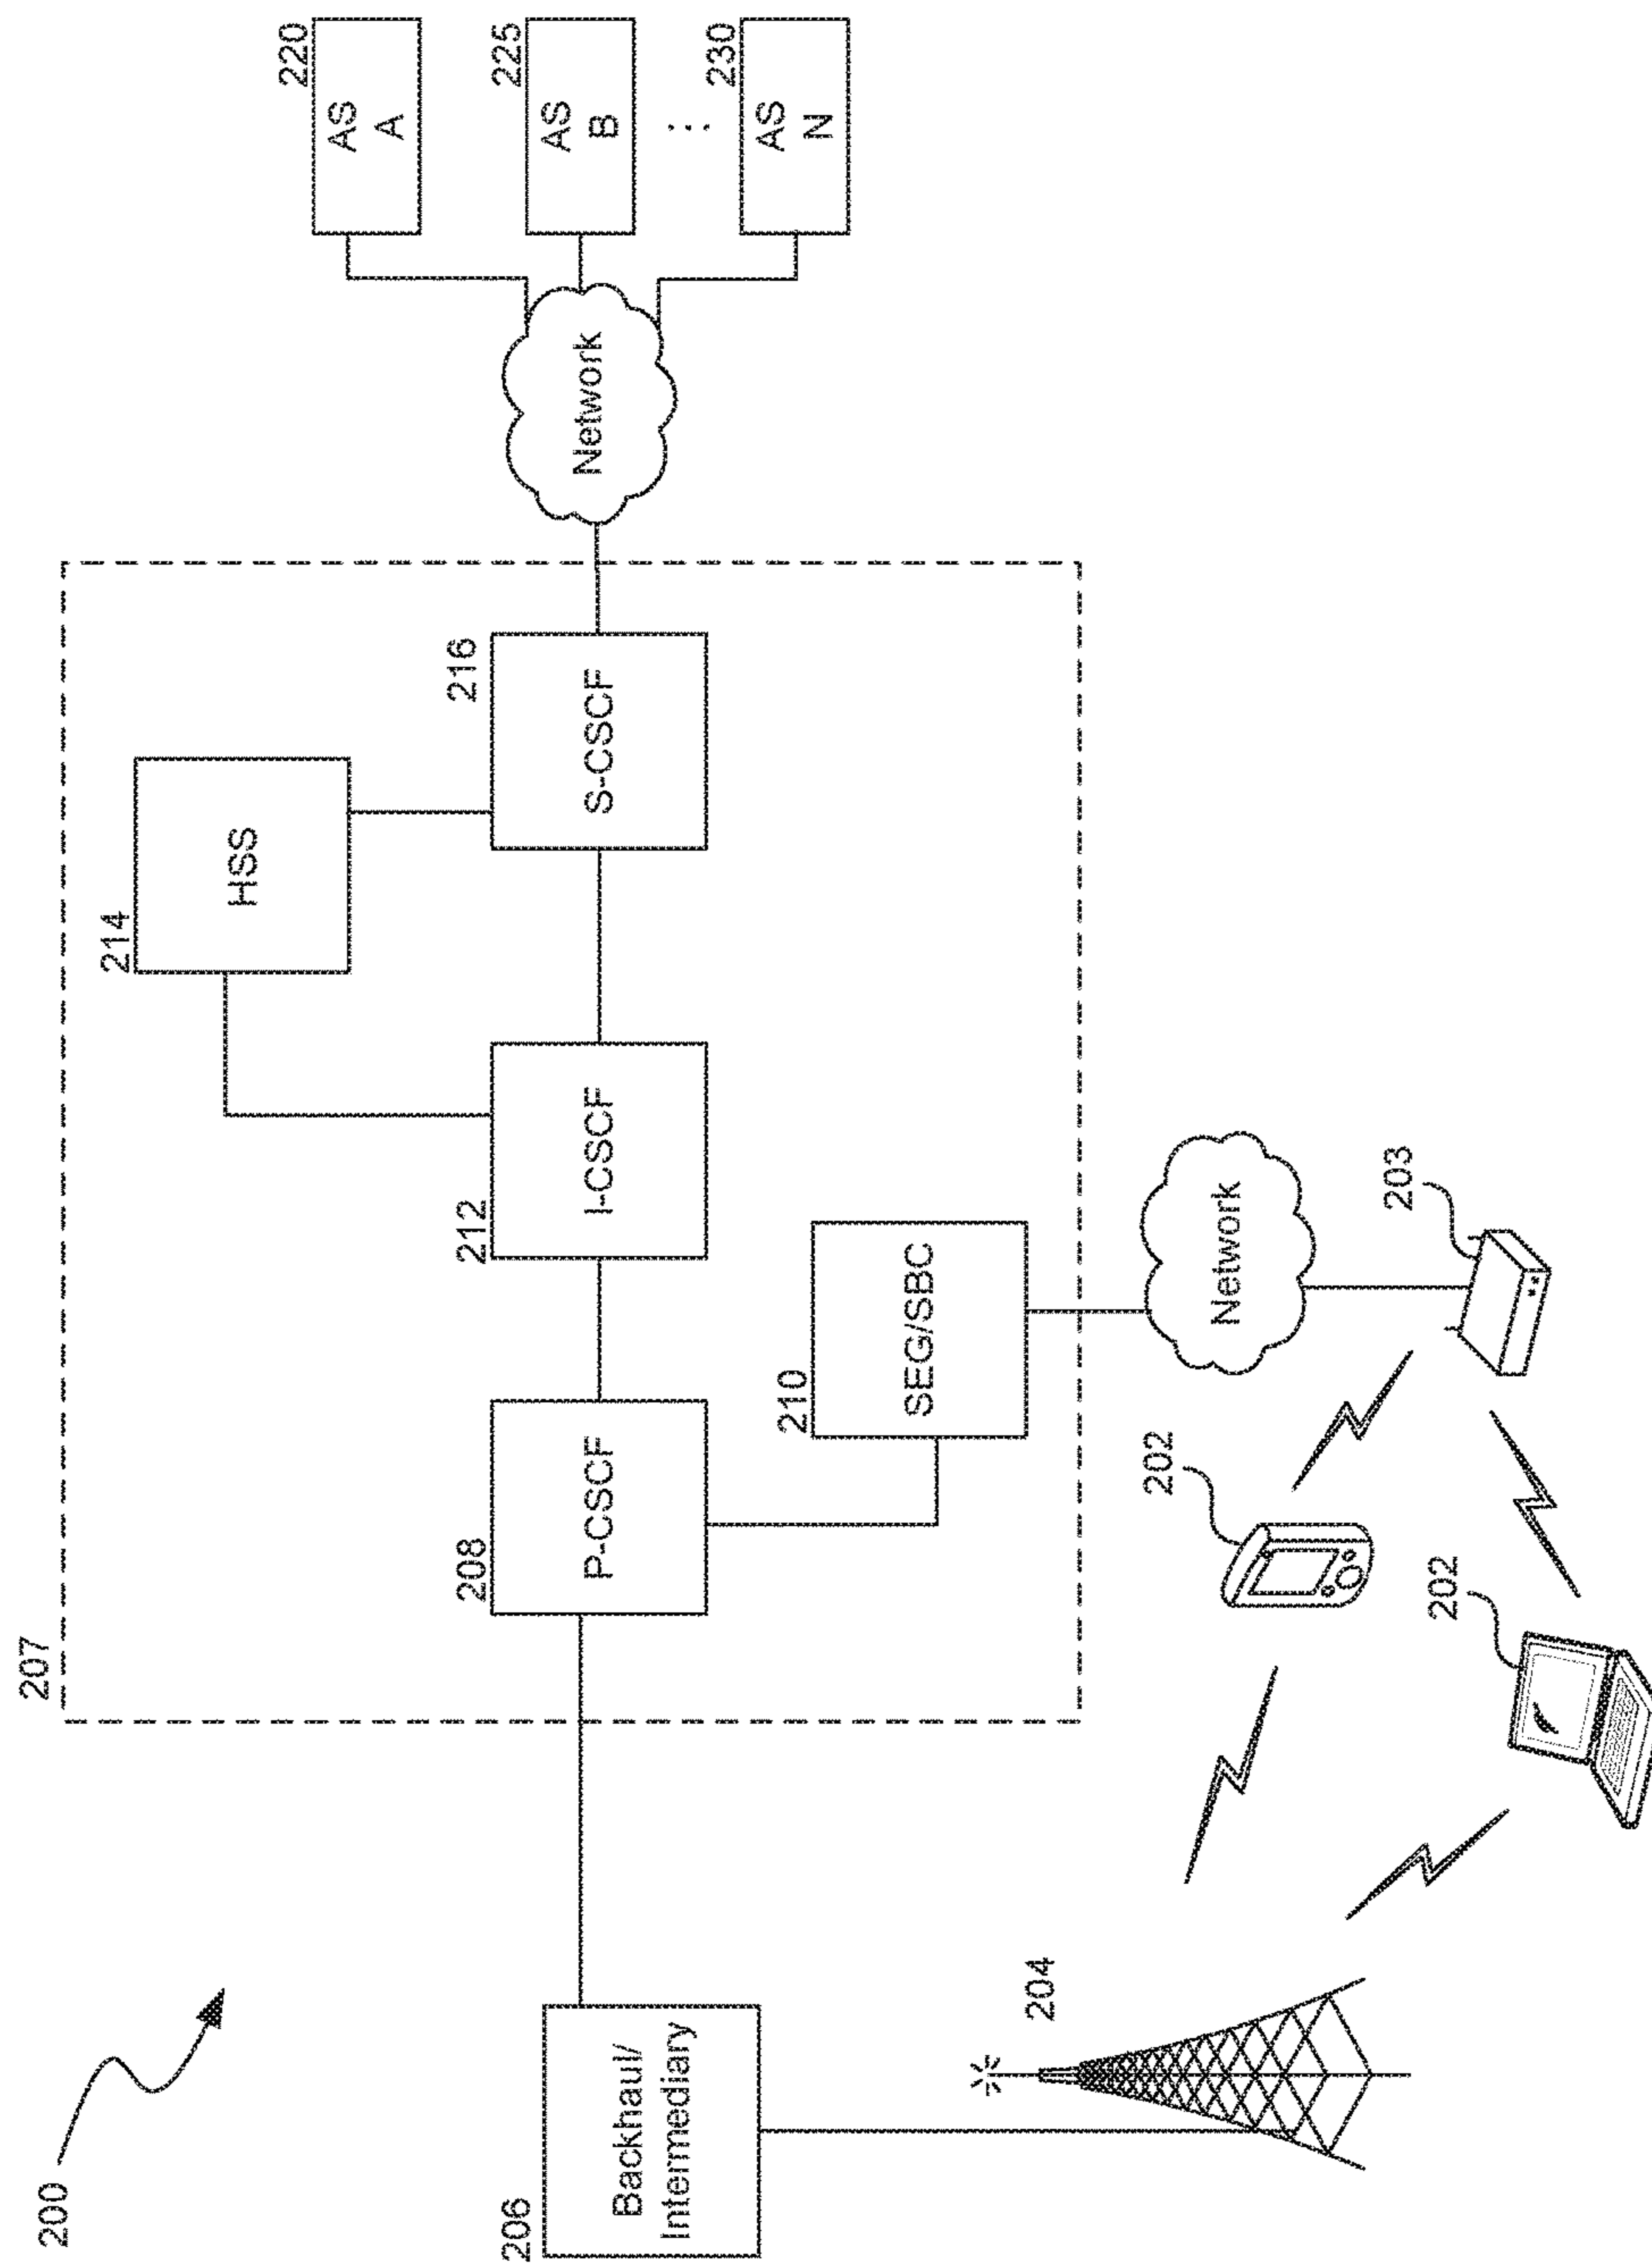 200
207
214
HSS
220
AS
A
206
Backhaul/
Intermediary
208
P-CSCF
212
I-CSCF
216
S-CSCF
Network
225
AS
B
⋮
230
AS
N
210
SEG/SBC
204
202
Network
202
203